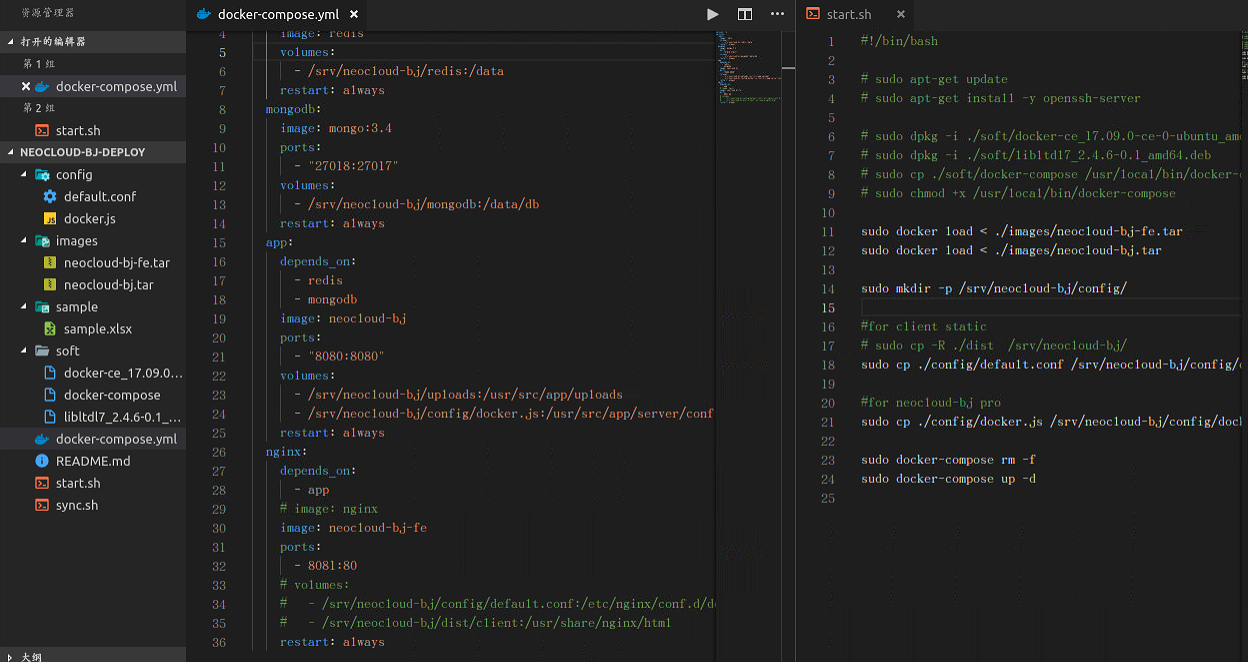 资源管理器
打开的编辑器
第 1 组
docker-compose.yml
第 2 组
start.sh
NEOCLOUD-BJ-DEPLOY
config
default.conf
docker.js
images
neocloud-bj-fe.tar
neocloud-bj.tar
sample
sample.xlsx
soft
docker-ce_17.09.0...
docker-compose
libltdl7_2.4.6-0.1_...
docker-compose.yml
README.md
start.sh
sync.sh
大纲
docker-compose.yml
4 image: redis
5 volumes:
6 - /srv/neocloud-bj/redis:/data
7 restart: always
8 mongodb:
9 image: mongo:3.4
10 ports:
11 - "27018:27017"
12 volumes:
13 - /srv/neocloud-bj/mongodb:/data/db
14 restart: always
15 app:
16 depends_on:
17 - redis
18 - mongodb
19 image: neocloud-bj
20 ports:
21 - "8080:8080"
22 volumes:
23 - /srv/neocloud-bj/uploads:/usr/src/app/uploads
24 - /srv/neocloud-bj/config/docker.js:/usr/src/app/server/conf
25 restart: always
26 nginx:
27 depends_on:
28 - app
29 # image: nginx
30 image: neocloud-bj-fe
31 ports:
32 - 8081:80
33 # volumes:
34 # - /srv/neocloud-bj/config/default.conf:/etc/nginx/conf.d/de
35 # - /srv/neocloud-bj/dist/client:/usr/share/nginx/html
36 restart: always
start.sh
1 #!/bin/bash
2
3 # sudo apt-get update
4 # sudo apt-get install -y openssh-server
5
6 # sudo dpkg -i ./soft/docker-ce_17.09.0-ce-0-ubuntu_amd
7 # sudo dpkg -i ./soft/libltdl7_2.4.6-0.1_amd64.deb
8 # sudo cp ./soft/docker-compose /usr/local/bin/docker-c
9 # sudo chmod +x /usr/local/bin/docker-compose
10
11 sudo docker load < ./images/neocloud-bj-fe.tar
12 sudo docker load < ./images/neocloud-bj.tar
13
14 sudo mkdir -p /srv/neocloud-bj/config/
15
16 #for client static
17 # sudo cp -R ./dist /srv/neocloud-bj/
18 sudo cp ./config/default.conf /srv/neocloud-bj/config/d
19
20 #for neocloud-bj pro
21 sudo cp ./config/docker.js /srv/neocloud-bj/config/dock
22
23 sudo docker-compose rm -f
24 sudo docker-compose up -d
25